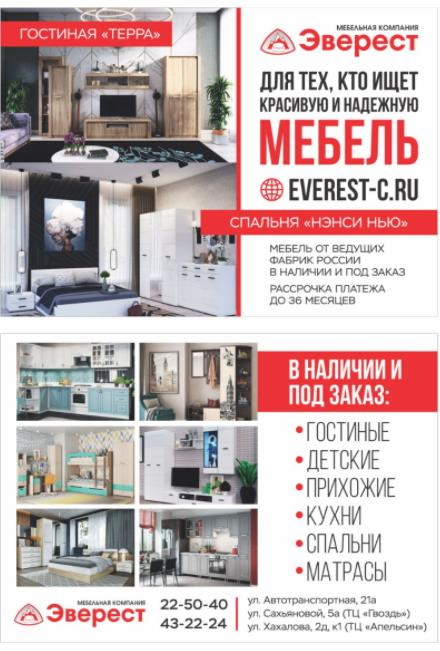 ГОСТИНАЯ «ТЕРРА»
МЕБЕЛЬНАЯ КОМПАНИЯ
Эверест
ДЛЯ ТЕХ, КТО ИЩЕТ
КРАСИВУЮ И НАДЕЖНУЮ
МЕБЕЛЬ
EVEREST-C.RU
СПАЛЬНЯ «НЭНСИ НЬЮ»
МЕБЕЛЬ ОТ ВЕДУЩИХ
ФАБРИК РОССИИ
В НАЛИЧИИ И ПОД ЗАКАЗ
РАССРОЧКА ПЛАТЕЖА
ДО 36 МЕСЯЦЕВ
В НАЛИЧИИ И
ПОД ЗАКАЗ:
•ГОСТИНЫЕ
•ДЕТСКИЕ
•ПРИХОЖИЕ
•КУХНИ
•СПАЛЬНИ
•МАТРАСЫ
МЕБЕЛЬНАЯ КОМПАНИЯ
Эверест
22-50-40
43-22-24
ул. Автотранспортная, 21а
ул. Сахьяновой, 5а (ТЦ «Гвоздь»)
ул. Хахалова, 2д, к1 (ТЦ «Апельсин»)